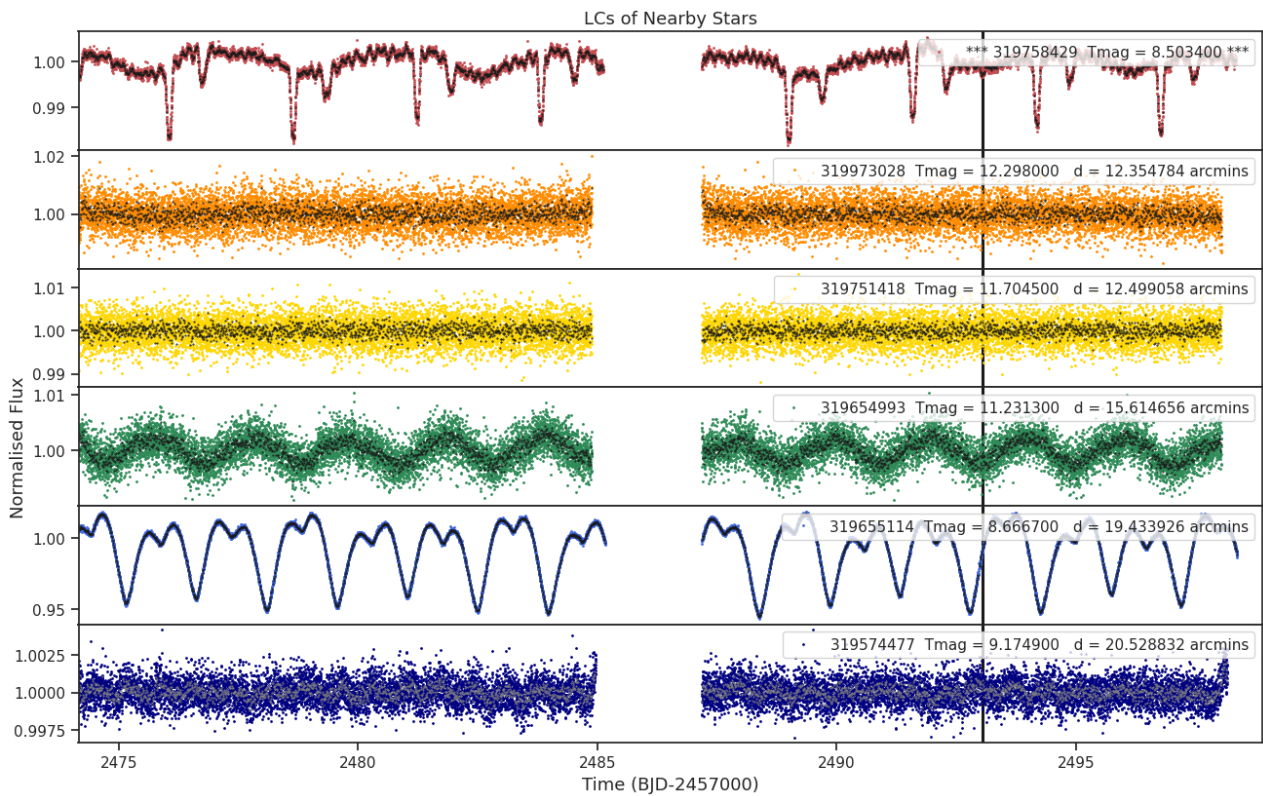 LCs of Nearby Stars
*** 319758429 Tmag = 8.503400 ***
1.00
0.99
319973028 Tmag = 12.298000 d = 12.354784 arcmins
1.02
1.00
319751418 Tmag = 11.704500 d = 12.499058 arcmins
1.01
1.00
0.99
319654993 Tmag = 11.231300 d = 15.614656 arcmins
1.01
1.00
319655114 Tmag = 8.666700 d = 19.433926 arcmins
1.00
0.95
319574477 Tmag = 9.174900 d = 20.528832 arcmins
1.0025
1.0000
0.9975
Normalised Flux
2475 2480 2485 2490 2495
Time (BJD-2457000)